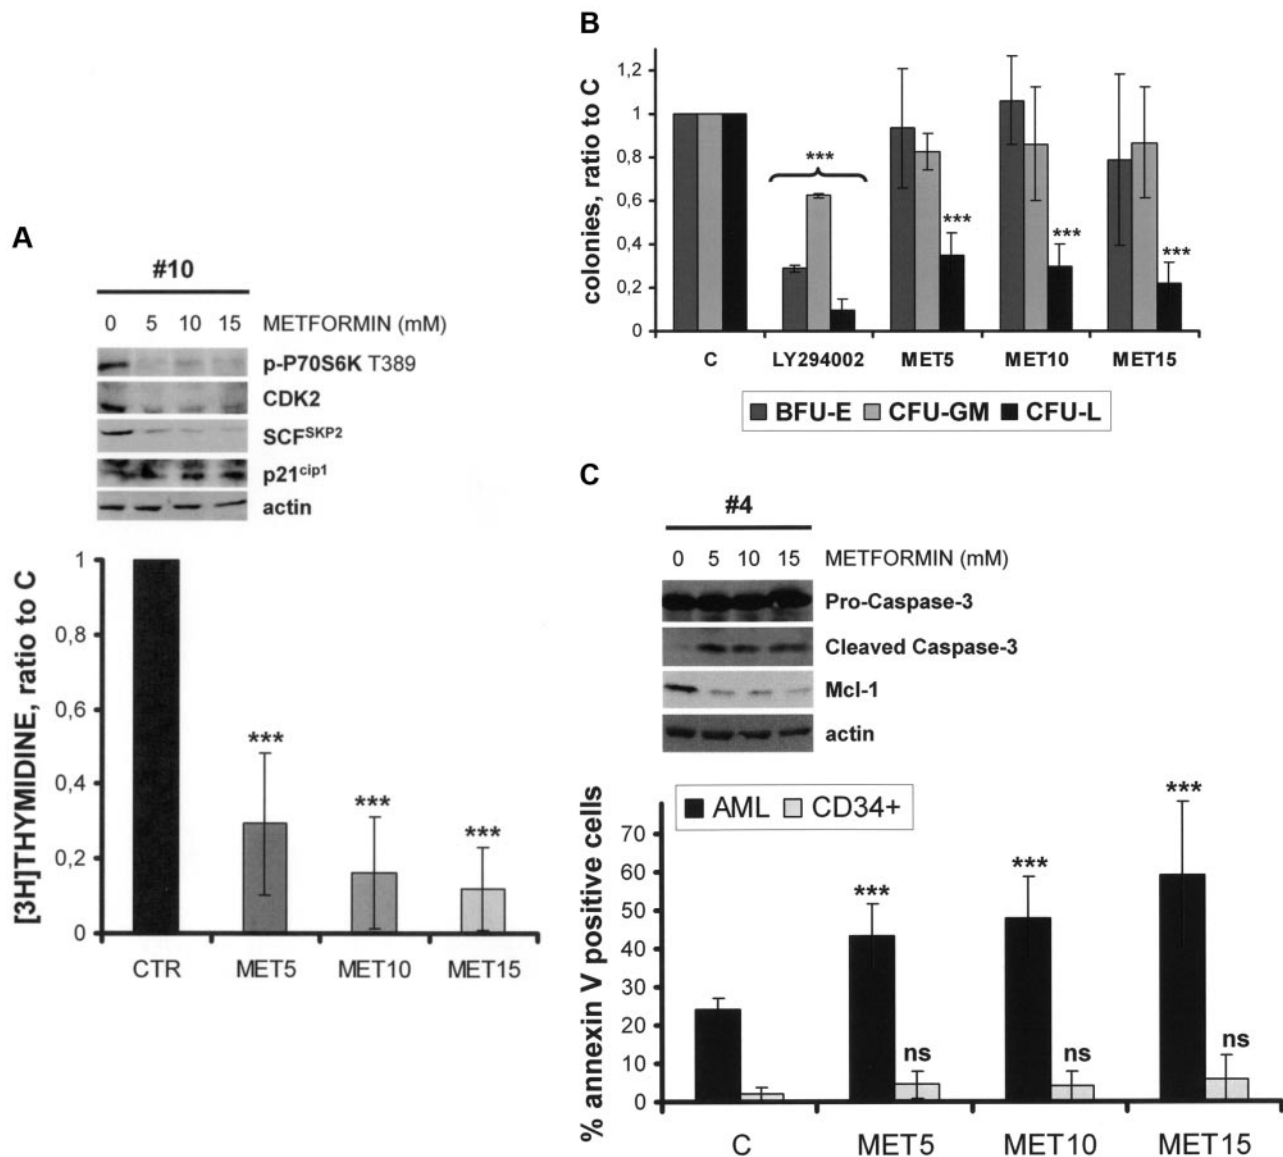 A
#10
0 5 10 15 METFORMIN (mM)
p-P70S6K T389
CDK2
SCF^SKP2
p21^cip1
actin
[3H]THYMIDINE, ratio to C
1
0,8
0,6
0,4
0,2
0
***
***
***
CTR MET5 MET10 MET15
B
colonies, ratio to C
1,2
1
0,8
0,6
0,4
0,2
0
***
***
***
***
C LY294002 MET5 MET10 MET15
BFU-E CFU-GM CFU-L
C
#4
0 5 10 15 METFORMIN (mM)
Pro-Caspase-3
Cleaved Caspase-3
Mcl-1
actin
AML CD34+
% annexin V positive cells
70
60
50
40
30
20
10
0
***
***
***
ns
ns
ns
C MET5 MET10 MET15